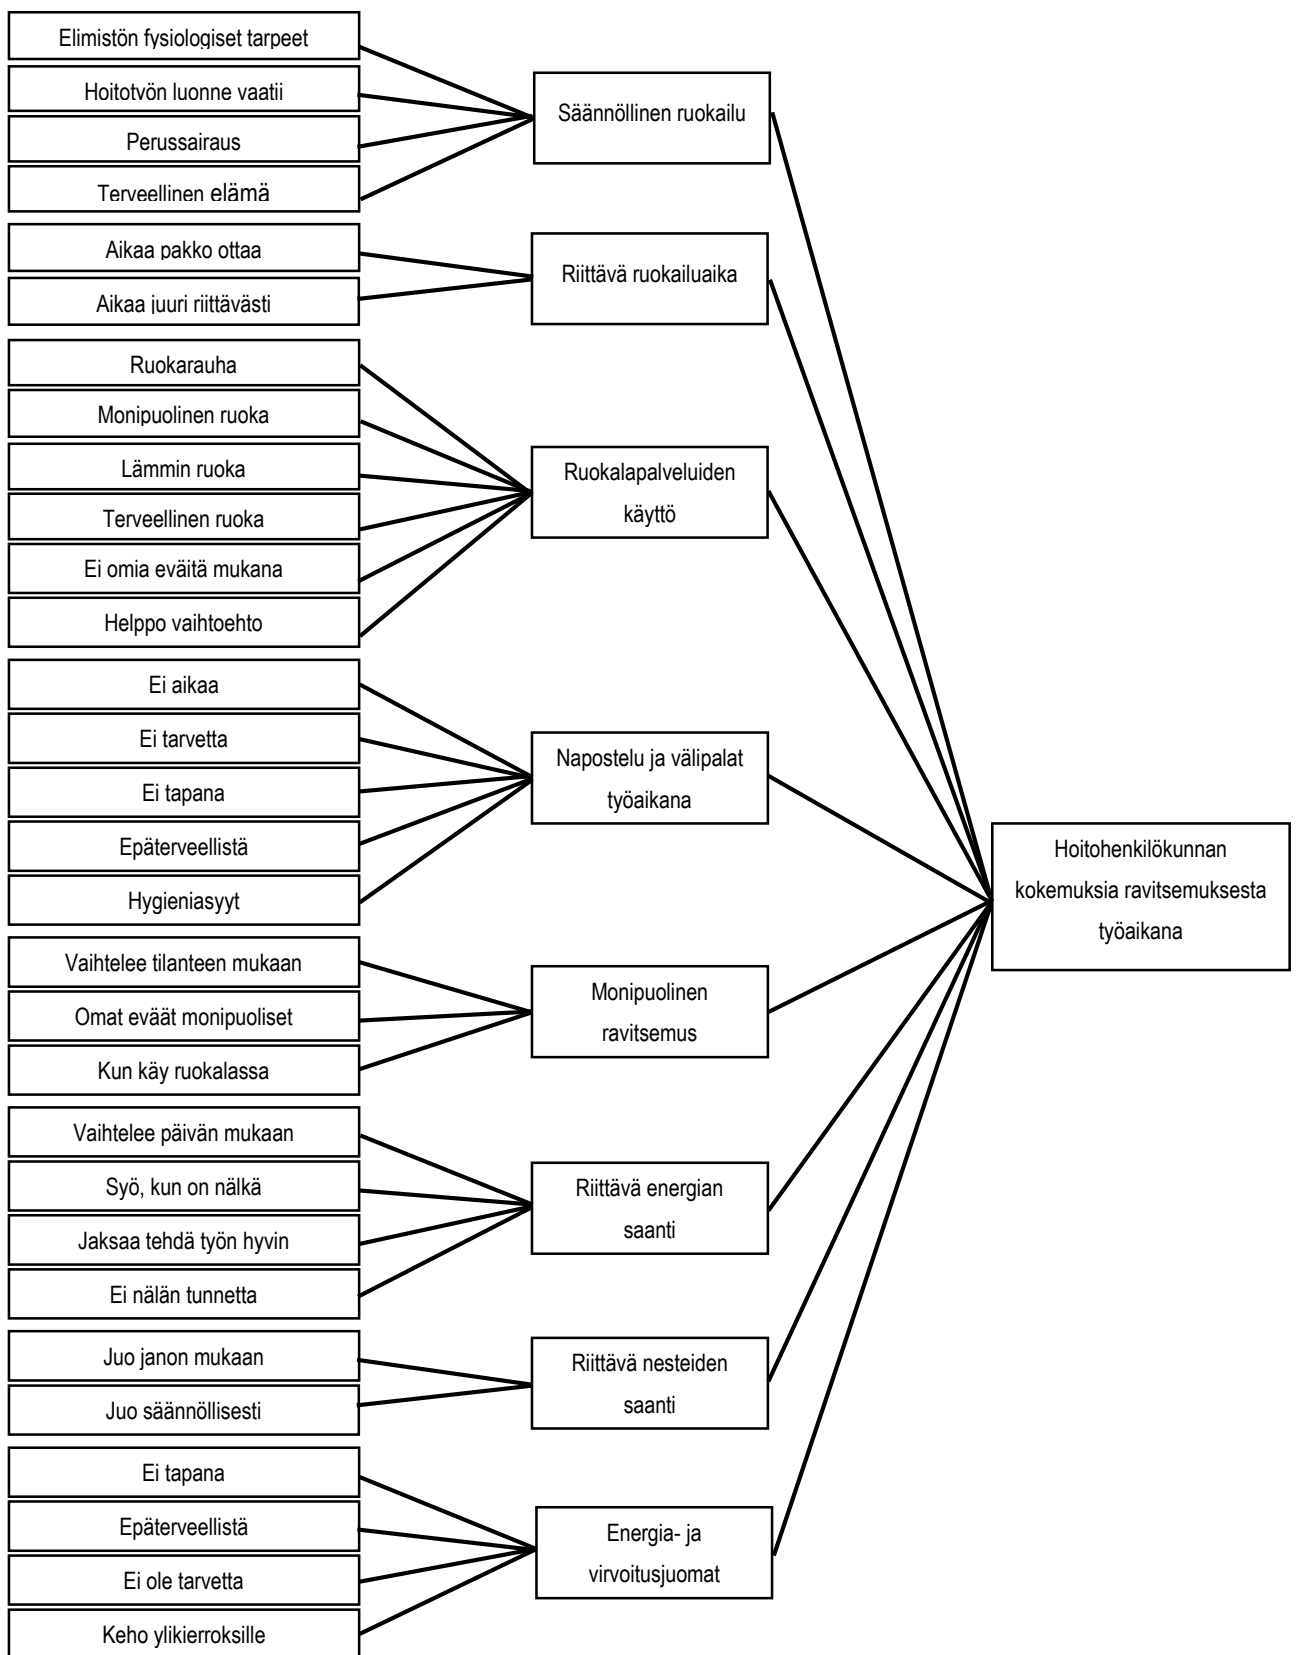 Elimistön fysiologiset tarpeet
Hoitotyön luonne vaatii
Perussairaus
Terveellinen elämä
Säännöllinen ruokailu
Aikaa pakko ottaa
Aikaa juuri riittävästi
Riittävä ruokailuaika
Ruokarauha
Monipuolinen ruoka
Lämmin ruoka
Terveellinen ruoka
Ei omia eväitä mukana
Helppo vaihtoehto
Ruokalapalveluiden
käyttö
Ei aikaa
Ei tarvetta
Ei tapana
Epäterveellistä
Hygieniasyyt
Napostelu ja välipalat
työaikana
Vaihtelee tilanteen mukaan
Omat eväät monipuoliset
Kun käy ruokalassa
Monipuolinen
ravitsemus
Vaihtelee päivän mukaan
Syö, kun on nälkä
Jaksaa tehdä työn hyvin
Ei nälän tunnetta
Riittävä energian
saanti
Juo janon mukaan
Juo säännöllisesti
Riittävä nesteiden
saanti
Ei tapana
Epäterveellistä
Ei ole tarvetta
Keho ylikierroksille
Energia- ja
virvoitusjuomat
Hoitohenkilökunnan
kokemuksia ravitsemuksesta
työaikana